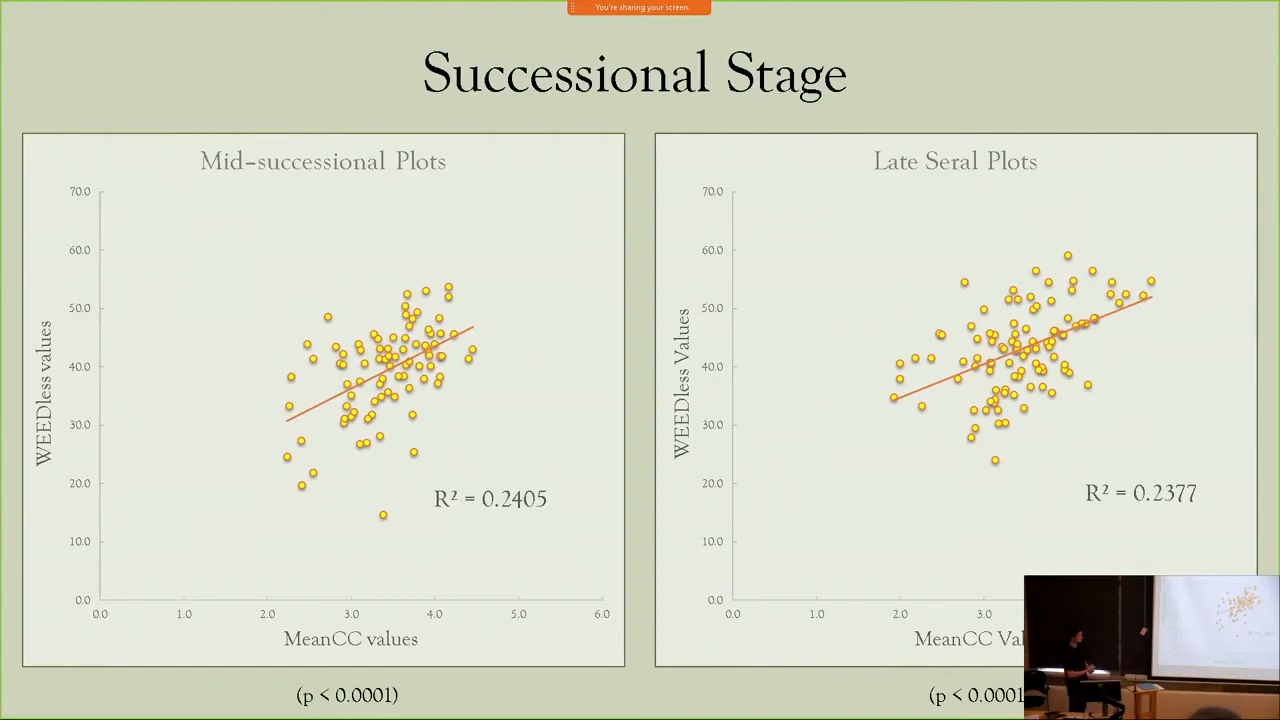 You're sharing your screen.
Successional Stage
Mid-successional Plots
70.0
60.0
50.0
40.0
30.0
20.0
10.0
0.0
WEEDless values
R² = 0.2405
0.0 1.0 2.0 3.0 4.0 5.0 6.0
MeanCC values
(p < 0.0001)
Late Seral Plots
70.0
60.0
50.0
40.0
30.0
20.0
10.0
0.0
WEEDless Values
R² = 0.2377
0.0 1.0 2.0 3.0
MeanCC Val
(p < 0.0001